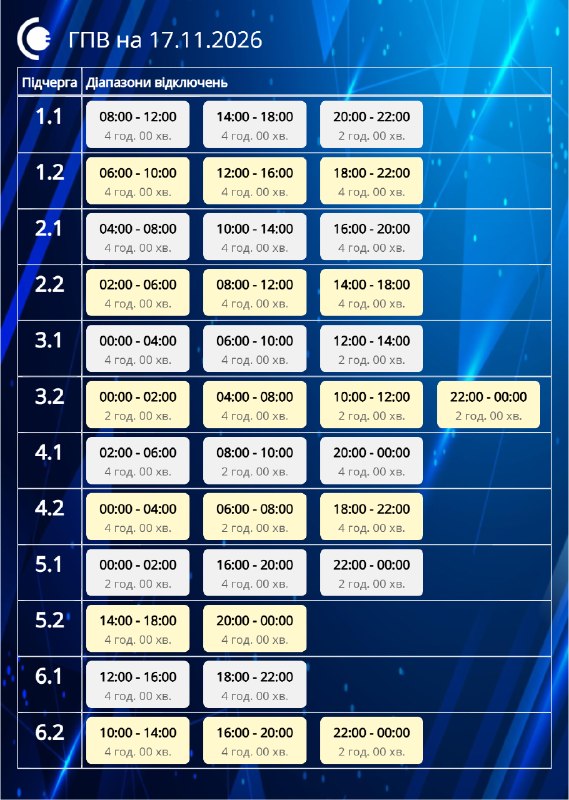 ГПВ на 17.11.2026
Підчерга Діапазони відключень
1.1 08:00 - 12:00 14:00 - 18:00 20:00 - 22:00
4 год. 00 хв. 4 год. 00 хв. 2 год. 00 хв.
1.2 06:00 - 10:00 12:00 - 16:00 18:00 - 22:00
4 год. 00 хв. 4 год. 00 хв. 4 год. 00 хв.
2.1 04:00 - 08:00 10:00 - 14:00 16:00 - 20:00
4 год. 00 хв. 4 год. 00 хв. 4 год. 00 хв.
2.2 02:00 - 06:00 08:00 - 12:00 14:00 - 18:00
4 год. 00 хв. 4 год. 00 хв. 4 год. 00 хв.
3.1 00:00 - 04:00 06:00 - 10:00 12:00 - 14:00
4 год. 00 хв. 4 год. 00 хв. 2 год. 00 хв.
3.2 00:00 - 02:00 04:00 - 08:00 10:00 - 12:00 22:00 - 00:00
2 год. 00 хв. 4 год. 00 хв. 2 год. 00 хв. 2 год. 00 хв.
4.1 02:00 - 06:00 08:00 - 10:00 20:00 - 00:00
4 год. 00 хв. 2 год. 00 хв. 4 год. 00 хв.
4.2 00:00 - 04:00 06:00 - 08:00 18:00 - 22:00
4 год. 00 хв. 2 год. 00 хв. 4 год. 00 хв.
5.1 00:00 - 02:00 16:00 - 20:00 22:00 - 00:00
2 год. 00 хв. 4 год. 00 хв. 2 год. 00 хв.
5.2 14:00 - 18:00 20:00 - 00:00
4 год. 00 хв. 4 год. 00 хв.
6.1 12:00 - 16:00 18:00 - 22:00
4 год. 00 хв. 4 год. 00 хв.
6.2 10:00 - 14:00 16:00 - 20:00 22:00 - 00:00
4 год. 00 хв. 4 год. 00 хв. 2 год. 00 хв.